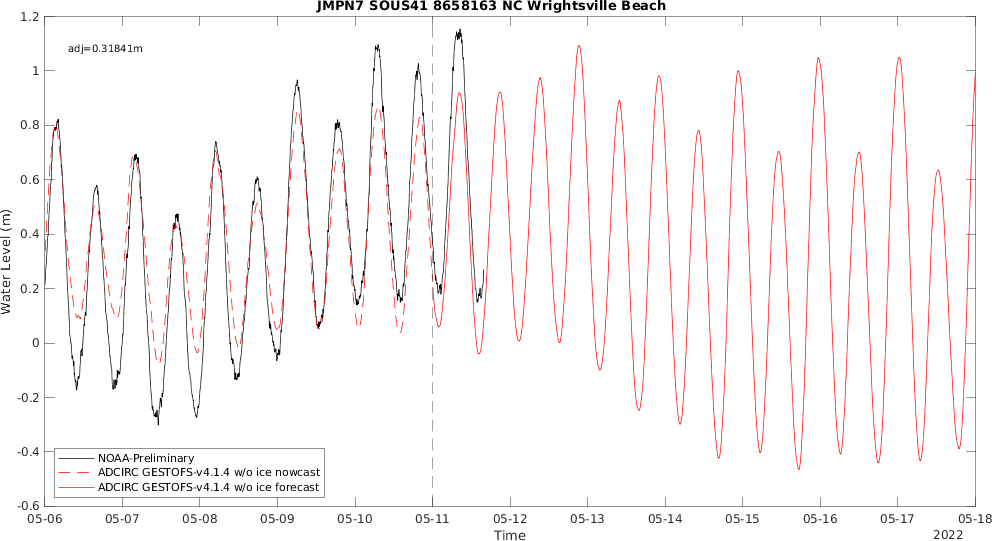 JMPN7 SOUS41 8658163 NC Wrightsville Beach
adj=0.31841m
Water Level (m)
1.2
1
0.8
0.6
0.4
0.2
0
-0.2
-0.4
-0.6
NOAA-Preliminary
ADCIRC GESTOFS-v4.1.4 w/o ice nowcast
ADCIRC GESTOFS-v4.1.4 w/o ice forecast
05-06 05-07 05-08 05-09 05-10 05-11 05-12 05-13 05-14 05-15 05-16 05-17 05-18
Time
2022